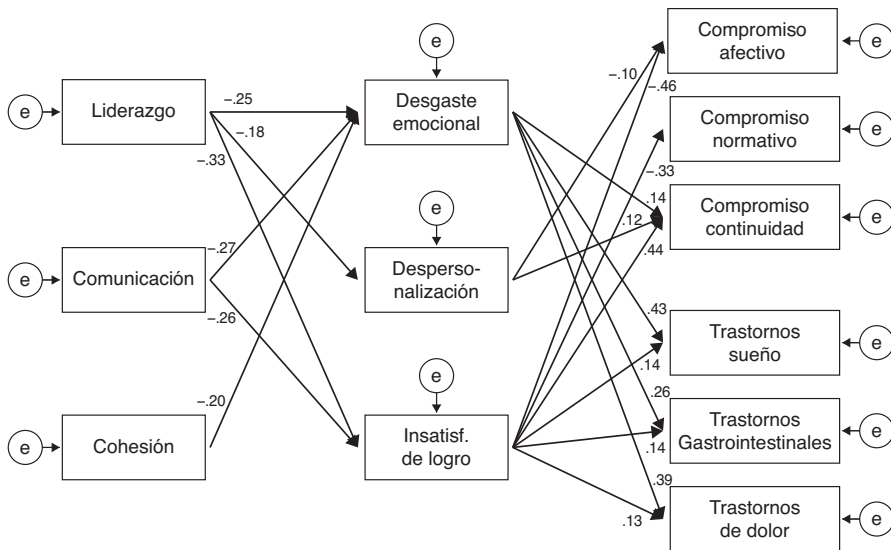 e
Liderazgo
e
Comunicación
e
Cohesión
–.25
–.18
–.33
–.27
–.26
–.20
e
Desgaste
emocional
e
Desperso-
nalización
e
Insatisf.
de logro
–.10
–.46
–.33
.14
.12
.44
.43
.14
.26
.14
.39
.13
Compromiso
afectivo
e
Compromiso
normativo
e
Compromiso
continuidad
e
Trastornos
sueño
e
Trastornos
Gastrointestinales
e
Trastornos
de dolor
e